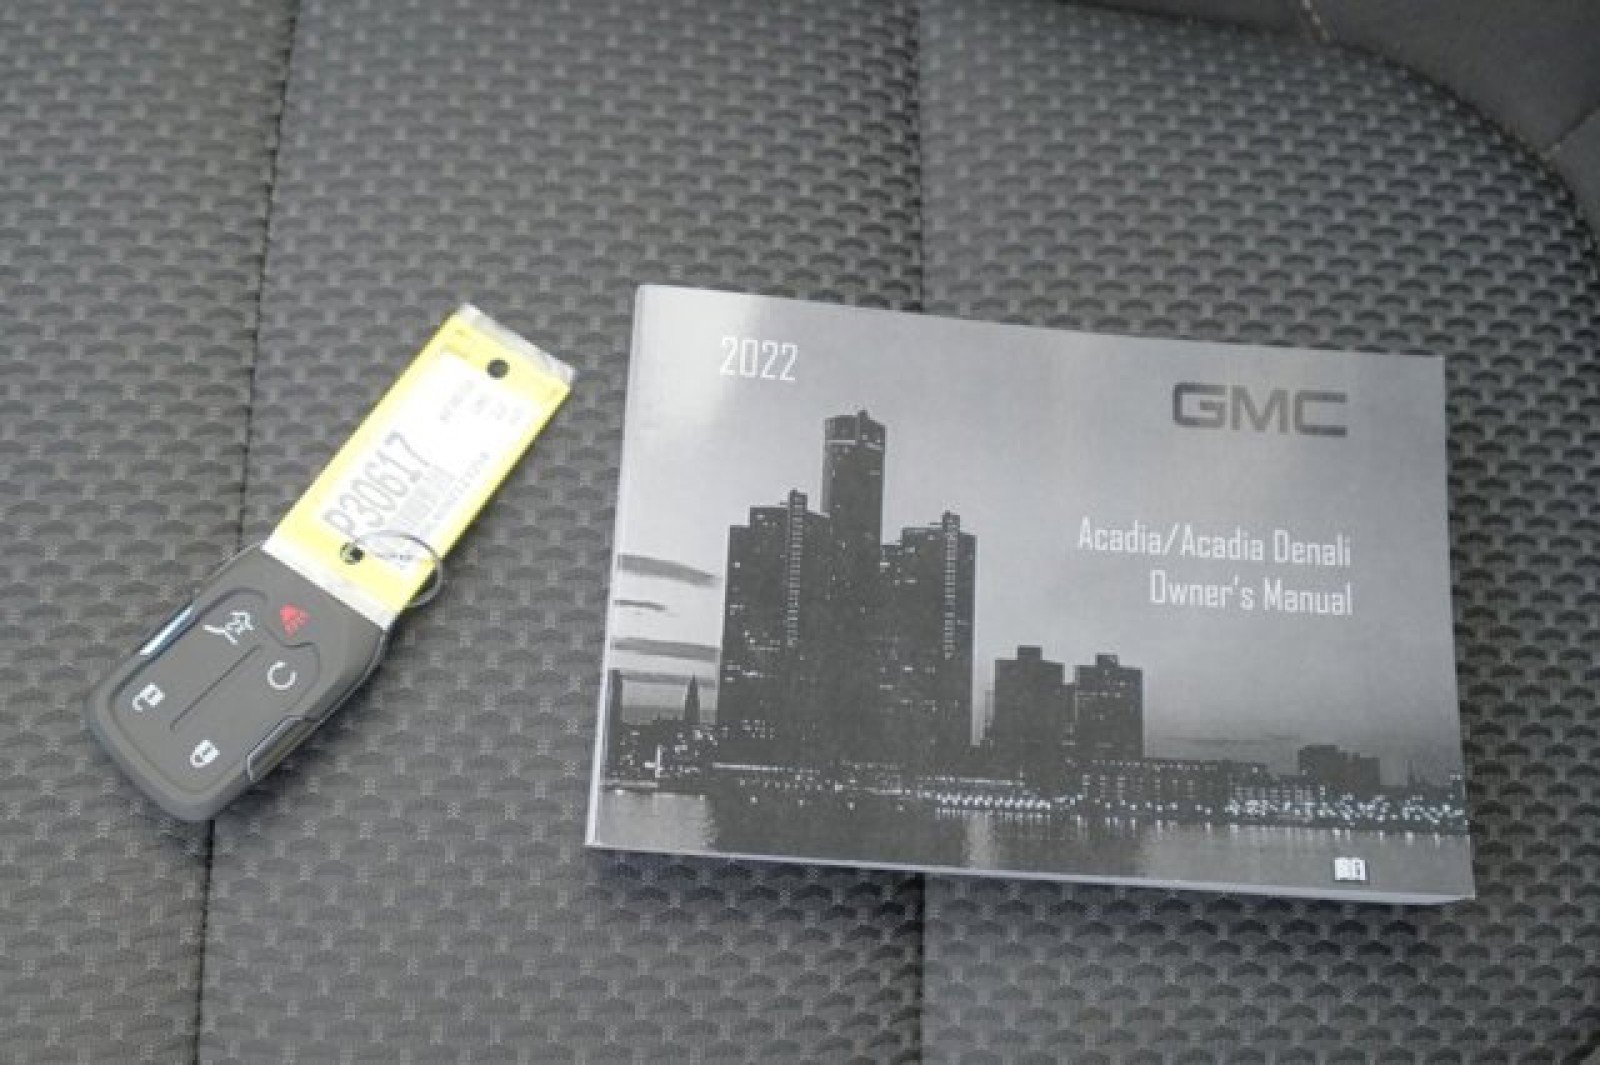 P30617
2022
GMC
Acadia/Acadia Denali
Owner's Manual